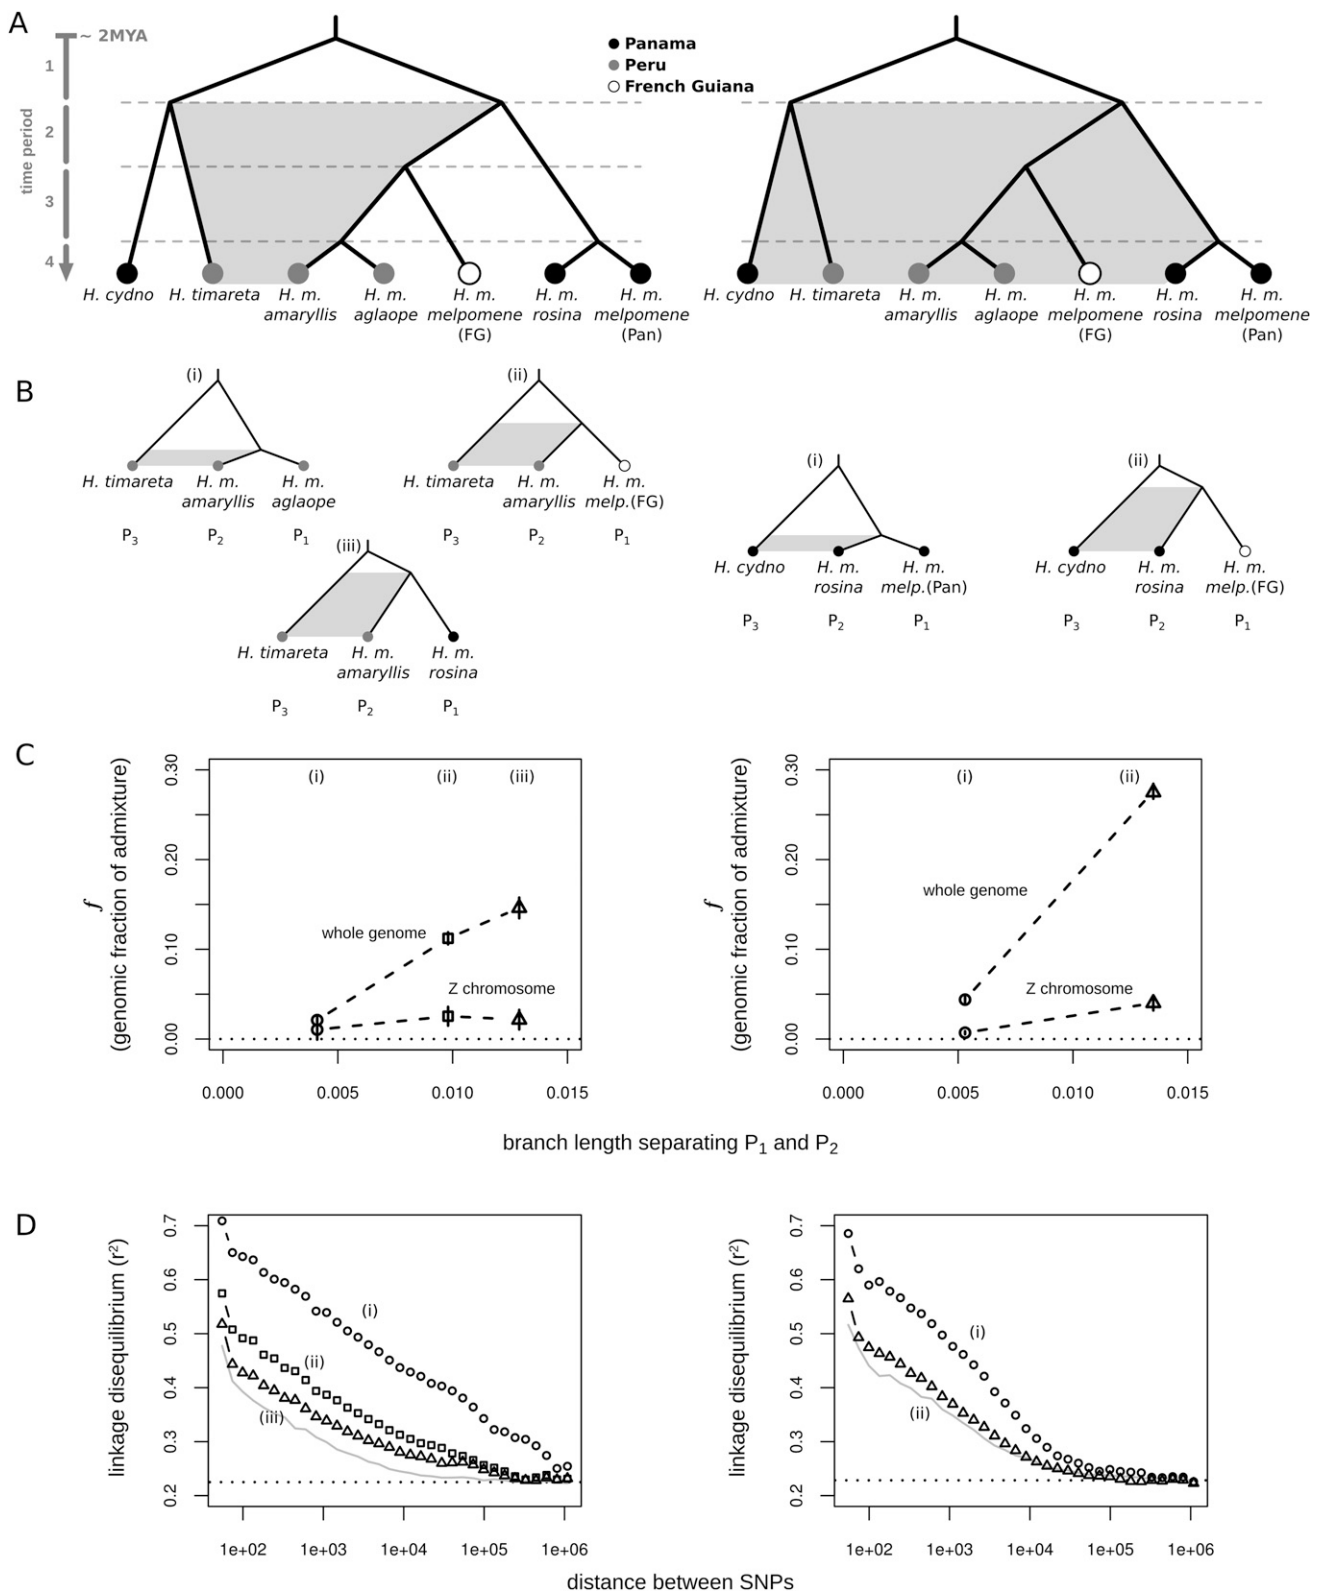 A
~ 2MYA
Panama
Peru
French Guiana
time period
1
2
3
4
H. cydno
H. timareta
H. m.
amaryllis
H. m.
aglaope
H. m.
melpomene
(FG)
H. m.
rosina
H. m.
melpomene
(Pan)
H. cydno
H. timareta
H. m.
amaryllis
H. m.
aglaope
H. m.
melpomene
(FG)
H. m.
rosina
H. m.
melpomene
(Pan)
B
(i)
H. timareta
H. m.
amaryllis
H. m.
aglaope
P3
P2
P1
(ii)
H. timareta
H. m.
amaryllis
H. m.
melp.(FG)
P3
P2
P1
(iii)
H. timareta
H. m.
amaryllis
H. m.
rosina
P3
P2
P1
(i)
H. cydno
H. m.
rosina
H. m.
melp.(Pan)
P3
P2
P1
(ii)
H. cydno
H. m.
rosina
H. m.
melp.(FG)
P3
P2
P1
C
f
(genomic fraction of admixture)
0.30
0.20
0.10
0.00
(i)
(ii)
(iii)
whole genome
Z chromosome
0.000
0.005
0.010
0.015
f
(genomic fraction of admixture)
0.30
0.20
0.10
0.00
(i)
(ii)
whole genome
Z chromosome
0.000
0.005
0.010
0.015
branch length separating P1 and P2
D
linkage disequilibrium (r²)
0.7
0.6
0.5
0.4
0.3
0.2
(i)
(ii)
(iii)
1e+02
1e+03
1e+04
1e+05
1e+06
linkage disequilibrium (r²)
0.7
0.6
0.5
0.4
0.3
0.2
(i)
(ii)
1e+02
1e+03
1e+04
1e+05
1e+06
distance between SNPs